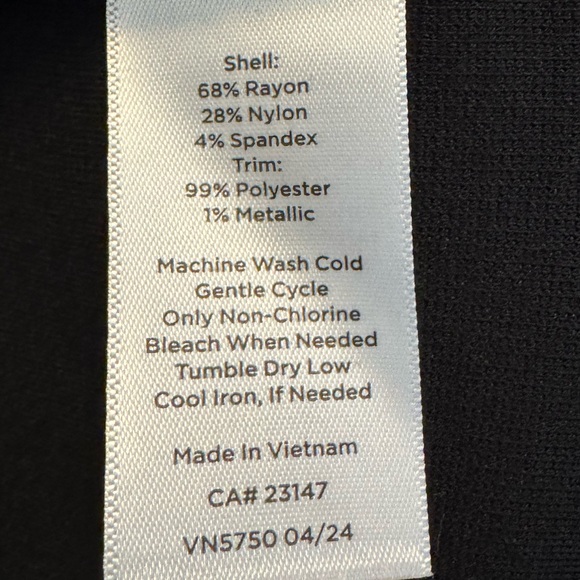 Shell:
68% Rayon
28% Nylon
4% Spandex
Trim:
99% Polyester
1% Metallic
Machine Wash Cold
Gentle Cycle
Only Non-Chlorine
Bleach When Needed
Tumble Dry Low
Cool Iron, If Needed
Made In Vietnam
CA# 23147
VN5750 04/24